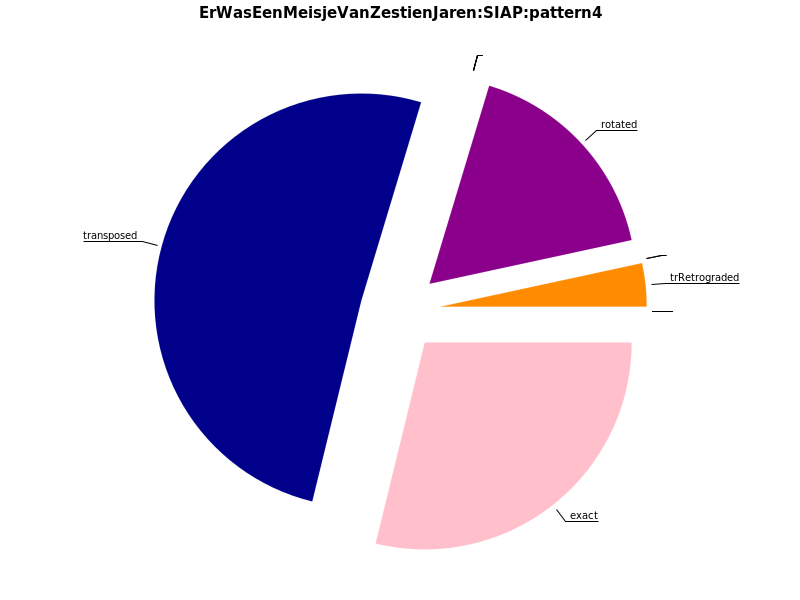 ErWasEenMeisjeVanZestienJaren:SIAP:pattern4
rotated
transposed
trRetrograded
exact